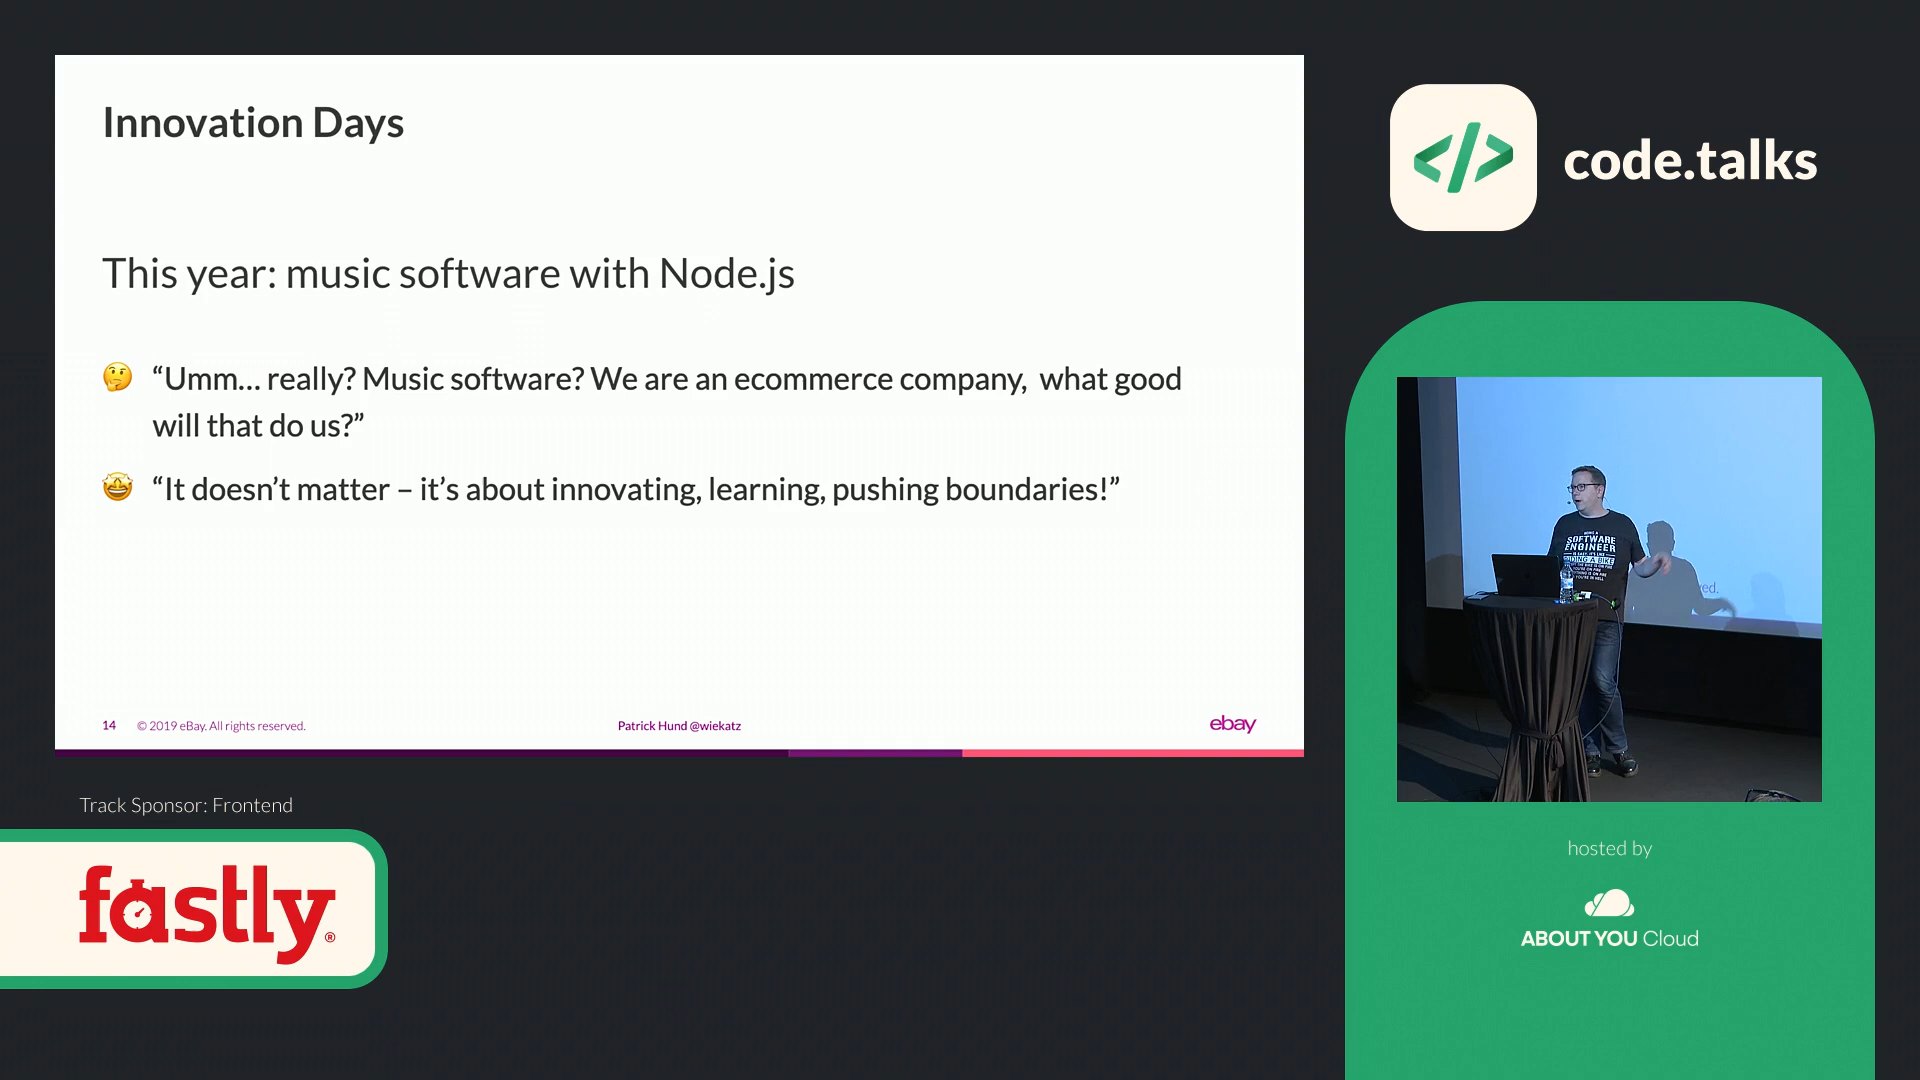 Innovation Days
This year: music software with Node.js
“Umm... really? Music software? We are an ecommerce company,  what good
will that do us?”
“It doesn’t matter – it’s about innovating, learning, pushing boundaries!”
14
© 2019 eBay. All rights reserved.
Patrick Hund @wiekatz
ebay
Track Sponsor: Frontend
fastly®
</> code.talks
SOFTWARE
ENGINEER
hosted by
ABOUT YOU Cloud